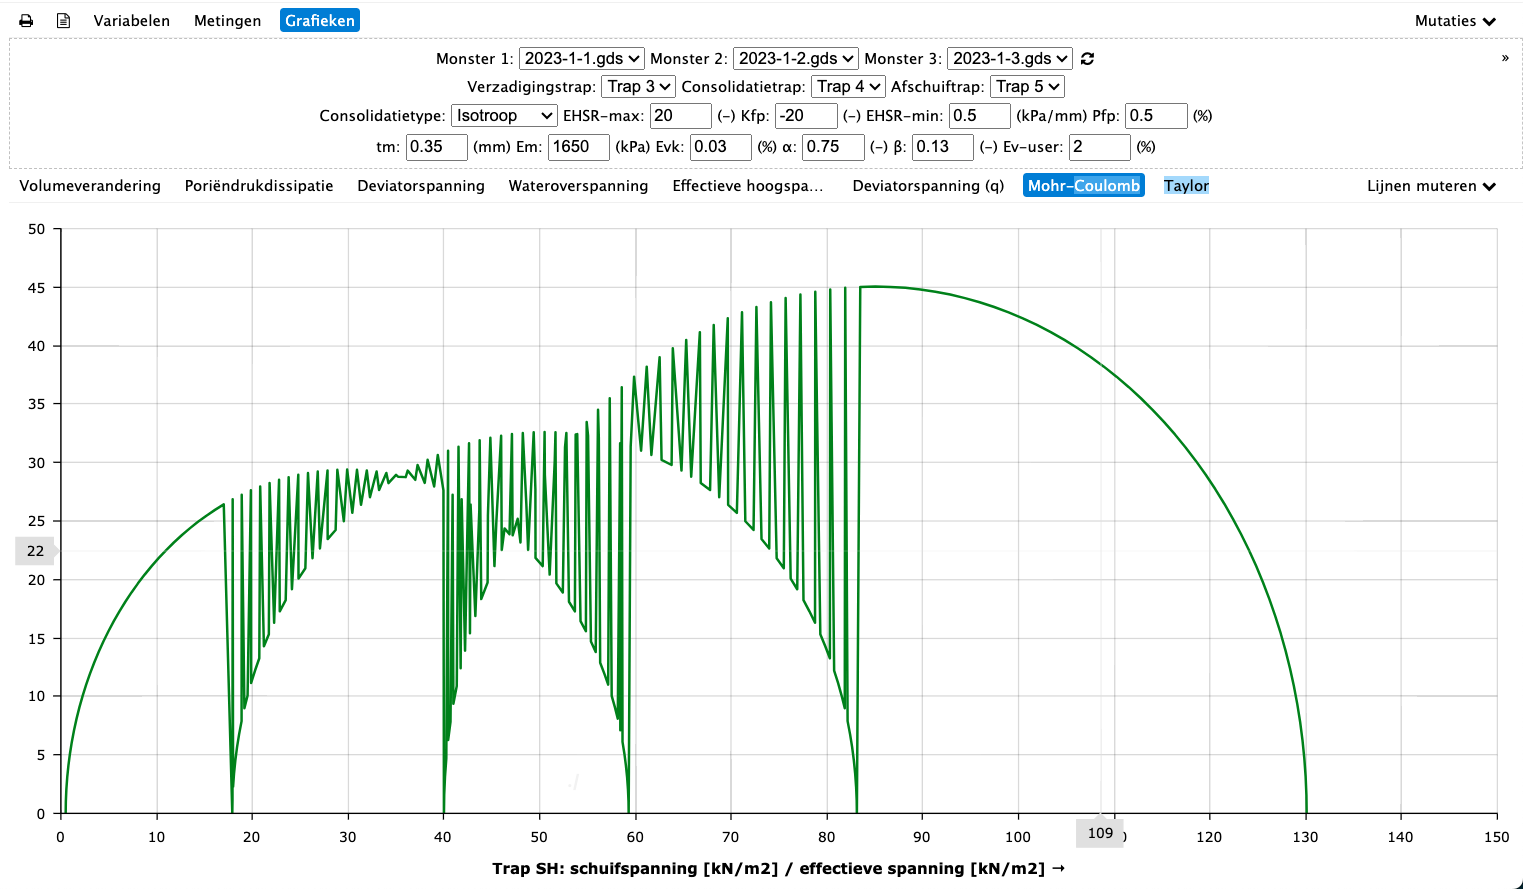 Variabelen Metingen Grafieken Mutaties
Monster 1: 2023-1-1.gds Monster 2: 2023-1-2.gds Monster 3: 2023-1-3.gds »
Verzadigingstrap: Trap 3 Consolidatietrap: Trap 4 Afschuiftrap: Trap 5
Consolidatietype: Isotroop EHSR-max: 20 (-) Kfp: -20 (-) EHSR-min: 0.5 (kPa/mm) Pfp: 0.5 (%)
tm: 0.35 (mm) Em: 1650 (kPa) Evk: 0.03 (%) α: 0.75 (-) β: 0.13 (-) Ev-user: 2 (%)
Volumeverandering Poriëndrukdissipatie Deviatorspanning Wateroverspanning Effectieve hoogspa... Deviatorspanning (q) Mohr-Coulomb Taylor Lijnen muteren
50
45
40
35
30
25
22
20
15
10
5
0
0 10 20 30 40 50 60 70 80 90 100 109 120 130 140 150
Trap SH: schuifspanning [kN/m2] / effectieve spanning [kN/m2] →